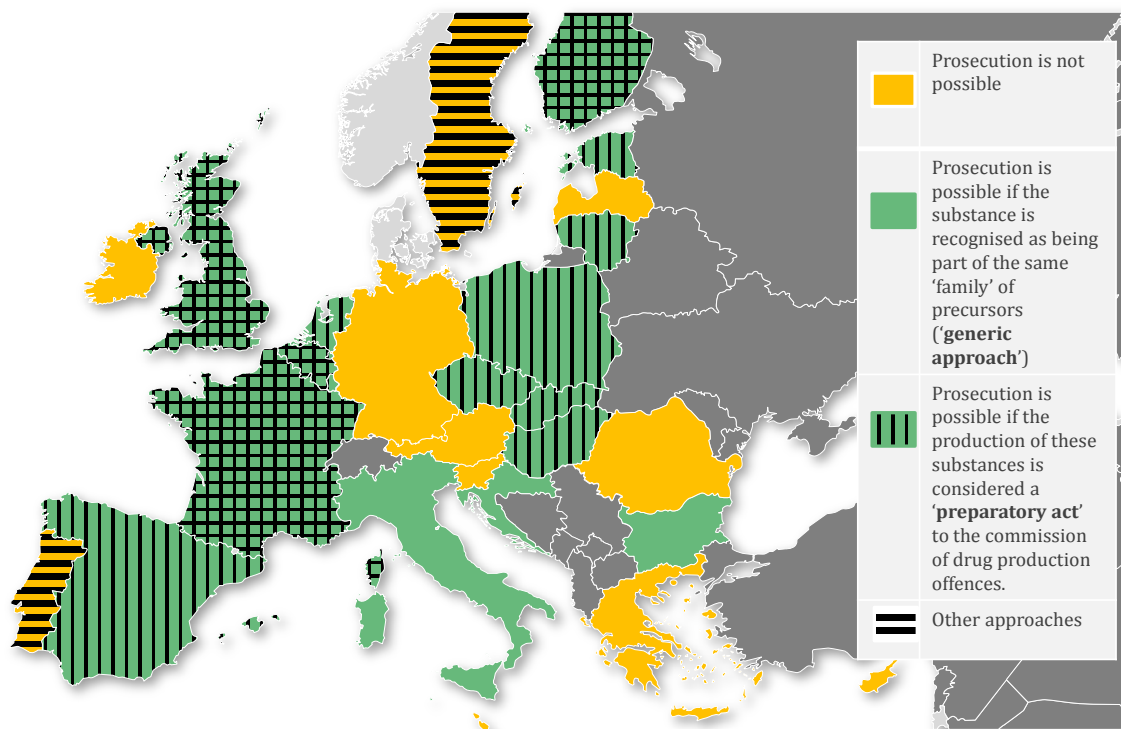 Prosecution is not
possible
Prosecution is
possible if the
substance is
recognised as being
part of the same
‘family’ of
precursors
(‘generic
approach’)
Prosecution is
possible if the
production of these
substances is
considered a
‘preparatory act’
to the commission
of drug production
offences.
Other approaches